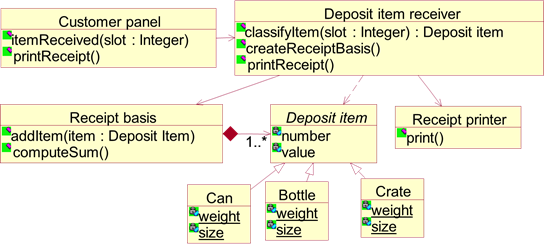 Customer panel
itemReceived(slot : Integer)
printReceipt()
Deposit item receiver
classifyItem(slot : Integer) : Deposit item
createReceiptBasis()
printReceipt()
Receipt basis
addItem(item : Deposit Item)
computeSum()
1..*
Deposit item
number
value
Receipt printer
print()
Can
weight
size
Bottle
weight
size
Crate
weight
size